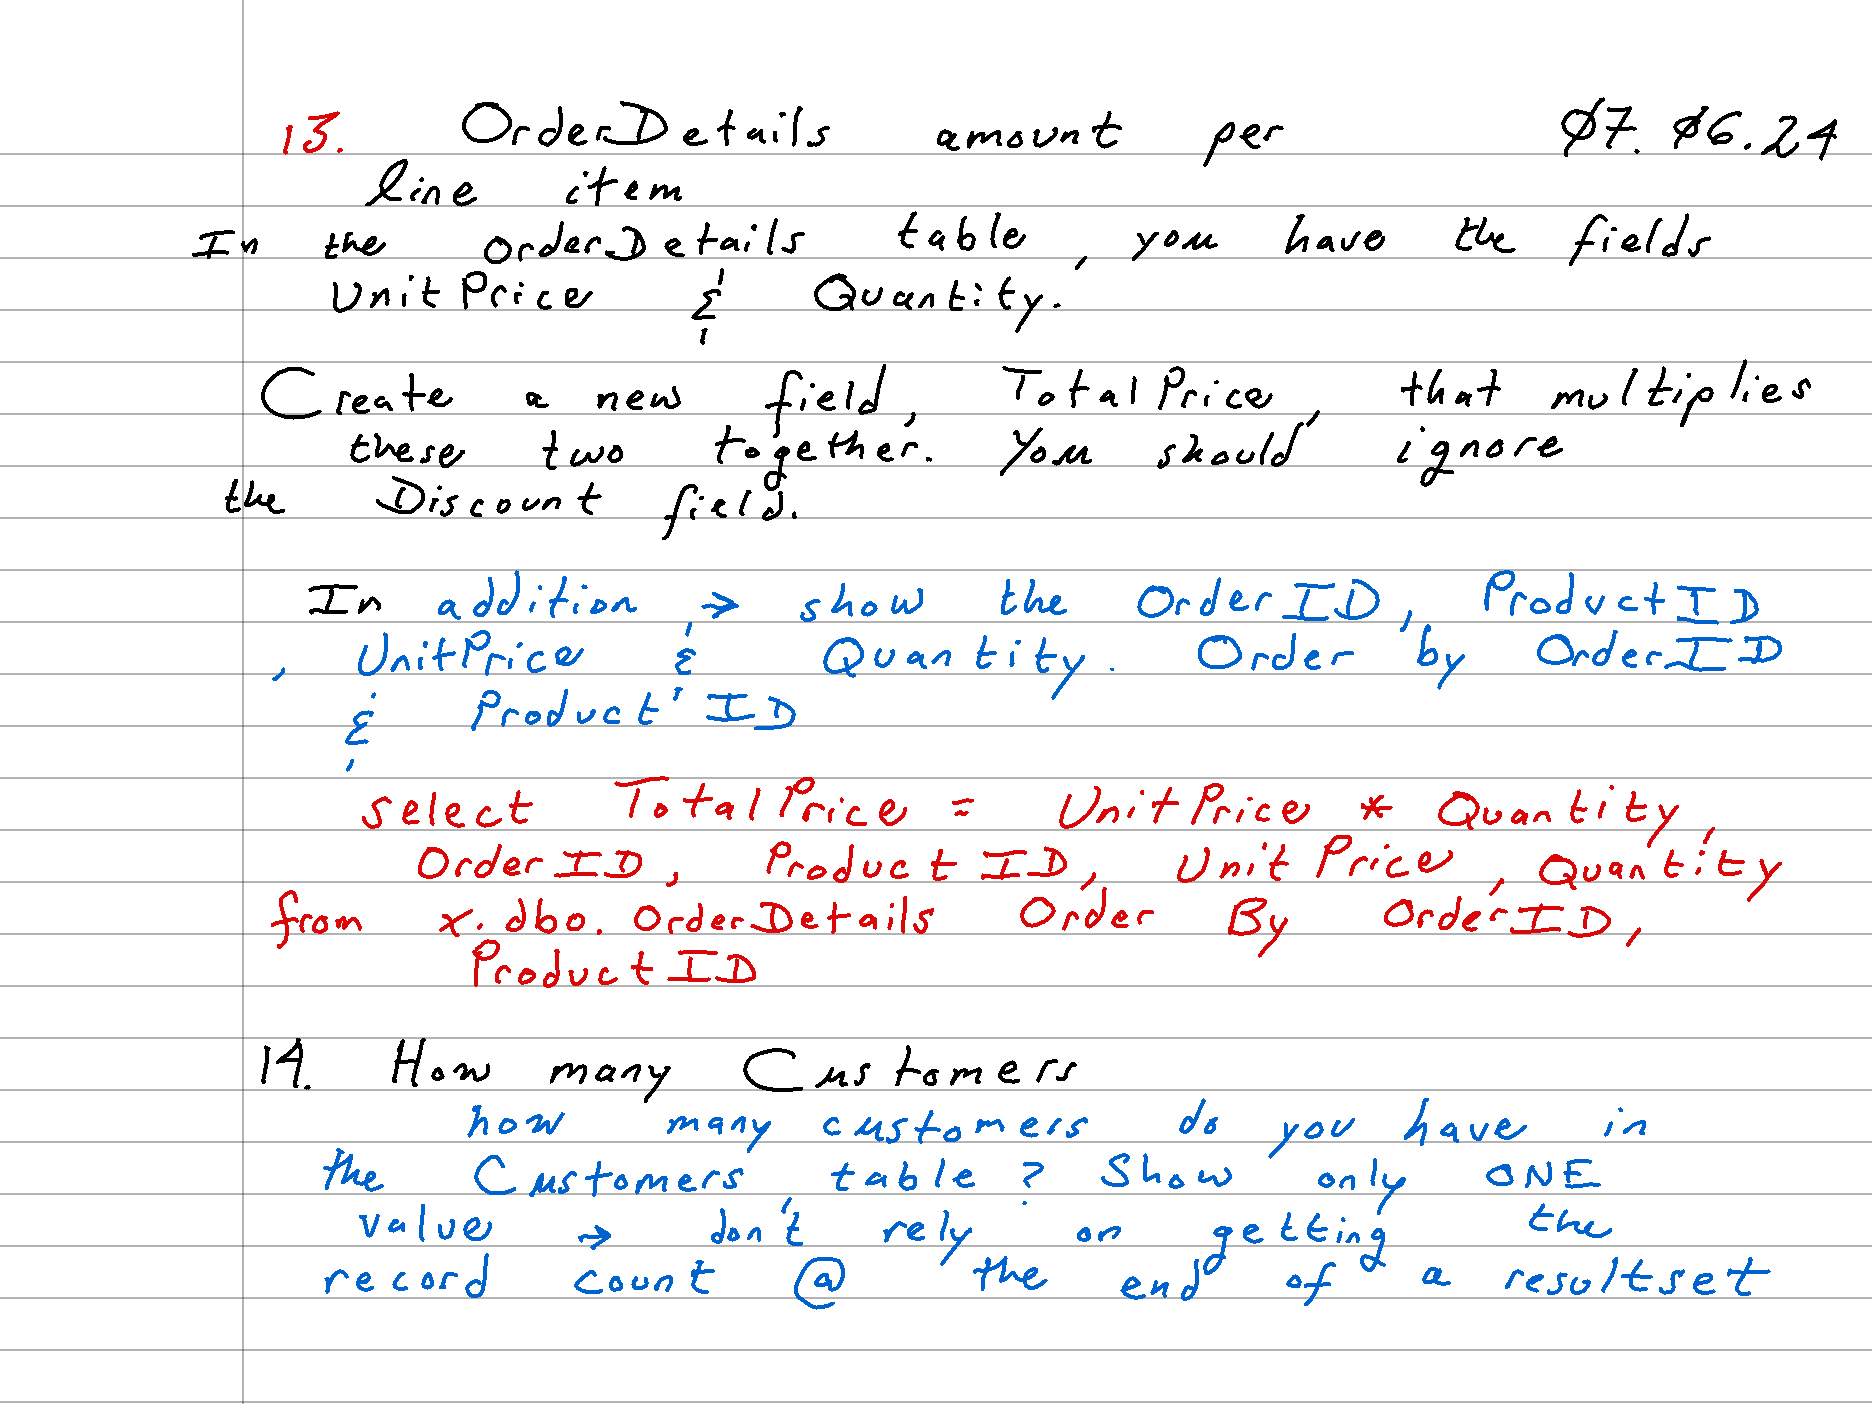 13. OrderDetails amount per Ø7.Ø6.24
line item
In the OrderDetails table, you have the fields
UnitPrice & Quantity.
Create a new field, TotalPrice, that multiplies
these two together. You should ignore
the Discount field.
In addition → show the OrderID, ProductID
, UnitPrice & Quantity. Order by OrderID
& ProductID
select TotalPrice = UnitPrice * Quantity,
OrderID, ProductID, UnitPrice, Quantity
from x.dbo.OrderDetails Order By OrderID,
ProductID
14. How many Customers
how many customers do you have in
the Customers table? Show only ONE
value → don't rely on getting the
record count @ the end of a resultset